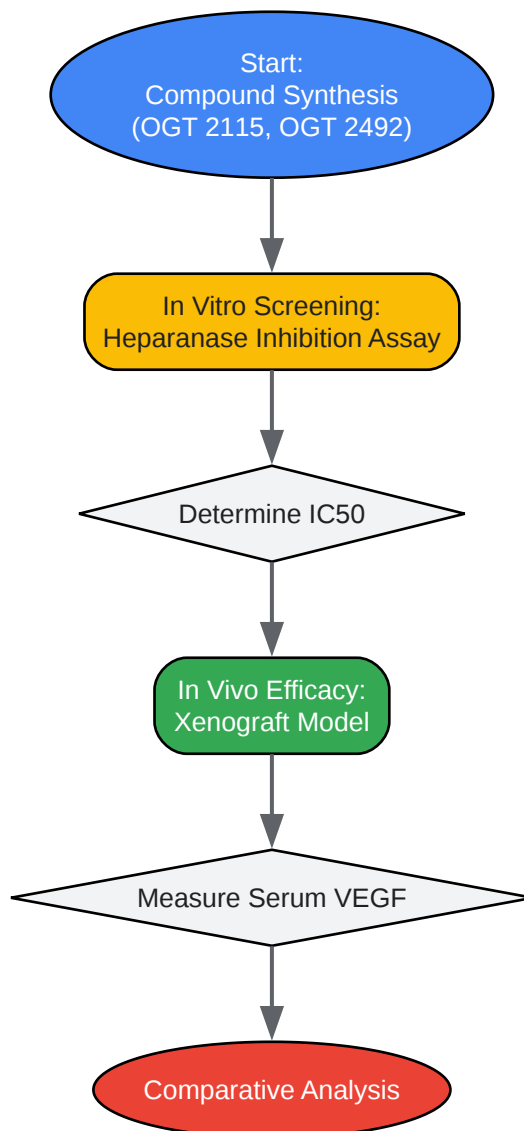 Start:
Compound Synthesis
(OGT 2115, OGT 2492)
In Vitro Screening:
Heparanase Inhibition Assay
Determine IC50
In Vivo Efficacy:
Xenograft Model
Measure Serum VEGF
Comparative Analysis